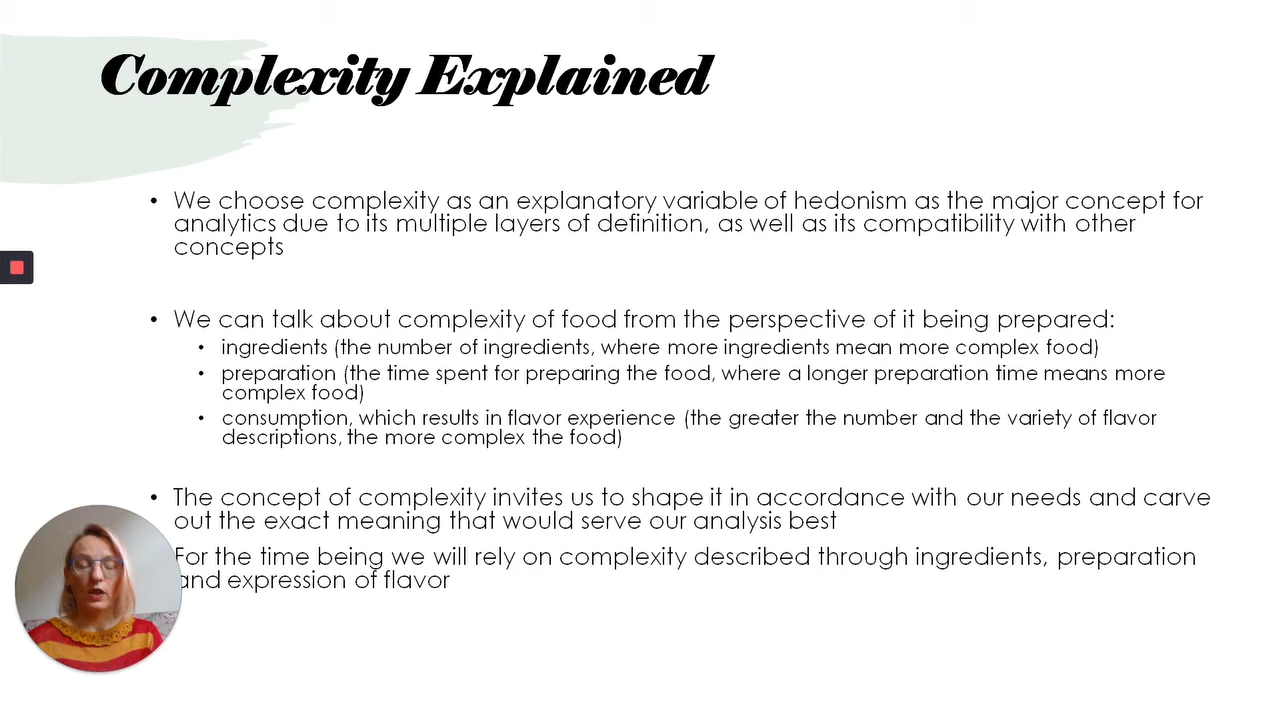 Complexity Explained
• We choose complexity as an explanatory variable of hedonism as the major concept for
analytics due to its multiple layers of definition, as well as its compatibility with other
concepts
• We can talk about complexity of food from the perspective of it being prepared:
• ingredients (the number of ingredients, where more ingredients mean more complex food)
• preparation (the time spent for preparing the food, where a longer preparation time means more
complex food)
• consumption, which results in flavor experience (the greater the number and the variety of flavor
descriptions, the more complex the food)
• The concept of complexity invites us to shape it in accordance with our needs and carve
out the exact meaning that would serve our analysis best
For the time being we will rely on complexity described through ingredients, preparation
and expression of flavor